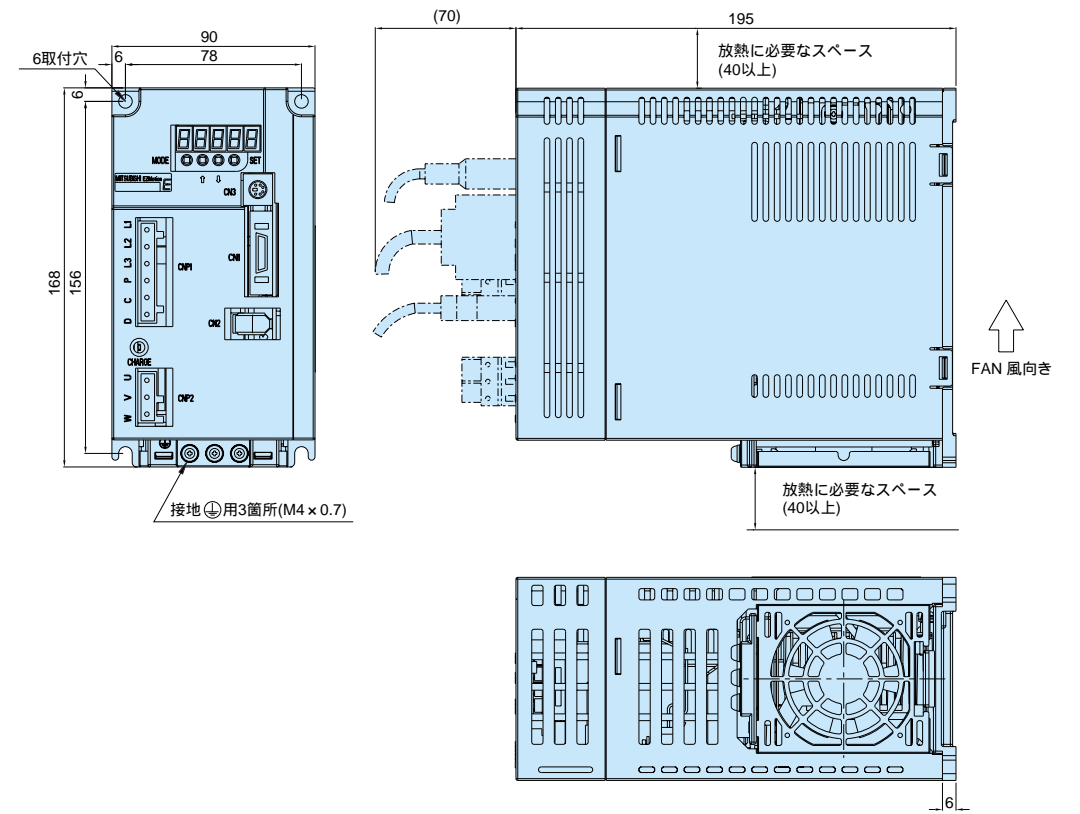 (70)
195
90
6取付穴
6
78
放熱に必要なスペース
(40以上)
6
MODE
SET
MITSUBISHI
CN3
L1
L2
L3
P
C
D
CNP1
CN1
CN2
168
156
CHARGE
U
V
W
CNP2
FAN 風向き
接地
用3箇所(M4×0.7)
放熱に必要なスペース
(40以上)
6